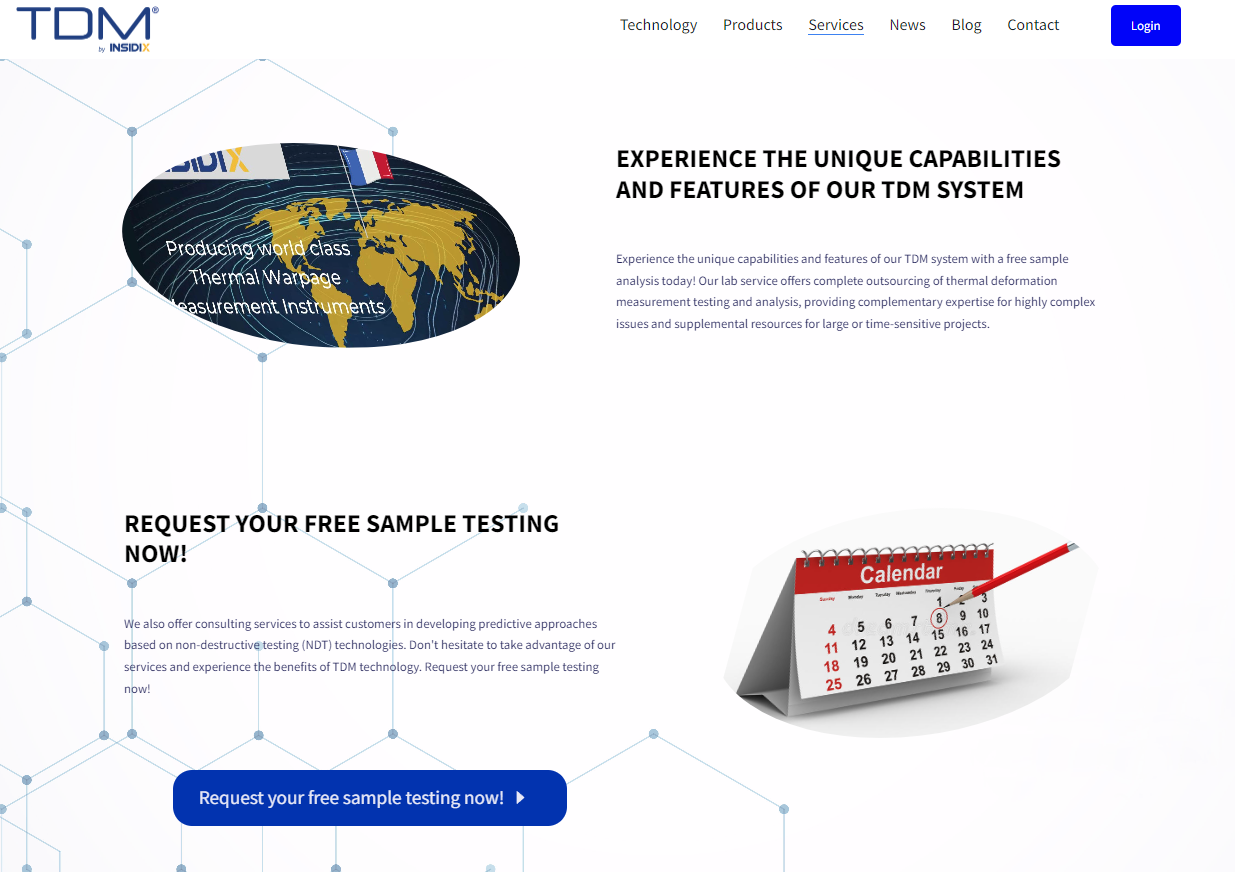 TDM®
by INSIDIX
Technology Products Services News Blog Contact Login
SIDIX
Producing world class
Thermal Warpage
easurement Instruments
EXPERIENCE THE UNIQUE CAPABILITIES
AND FEATURES OF OUR TDM SYSTEM
Experience the unique capabilities and features of our TDM system with a free sample
analysis today! Our lab service offers complete outsourcing of thermal deformation
measurement testing and analysis, providing complementary expertise for highly complex
issues and supplemental resources for large or time-sensitive projects.
REQUEST YOUR FREE SAMPLE TESTING
NOW!
We also offer consulting services to assist customers in developing predictive approaches
based on non-destructive testing (NDT) technologies. Don't hesitate to take advantage of our
services and experience the benefits of TDM technology. Request your free sample testing
now!
Calendar
Sunday Monday Tuesday Wednesday Thursday Friday
1 2 3
4 5 6 7 8 9 10
11 12 13 14 15 16 17
18 19 20 21 22 23 24
25 26 27 28 29 30 31
Request your free sample testing now!